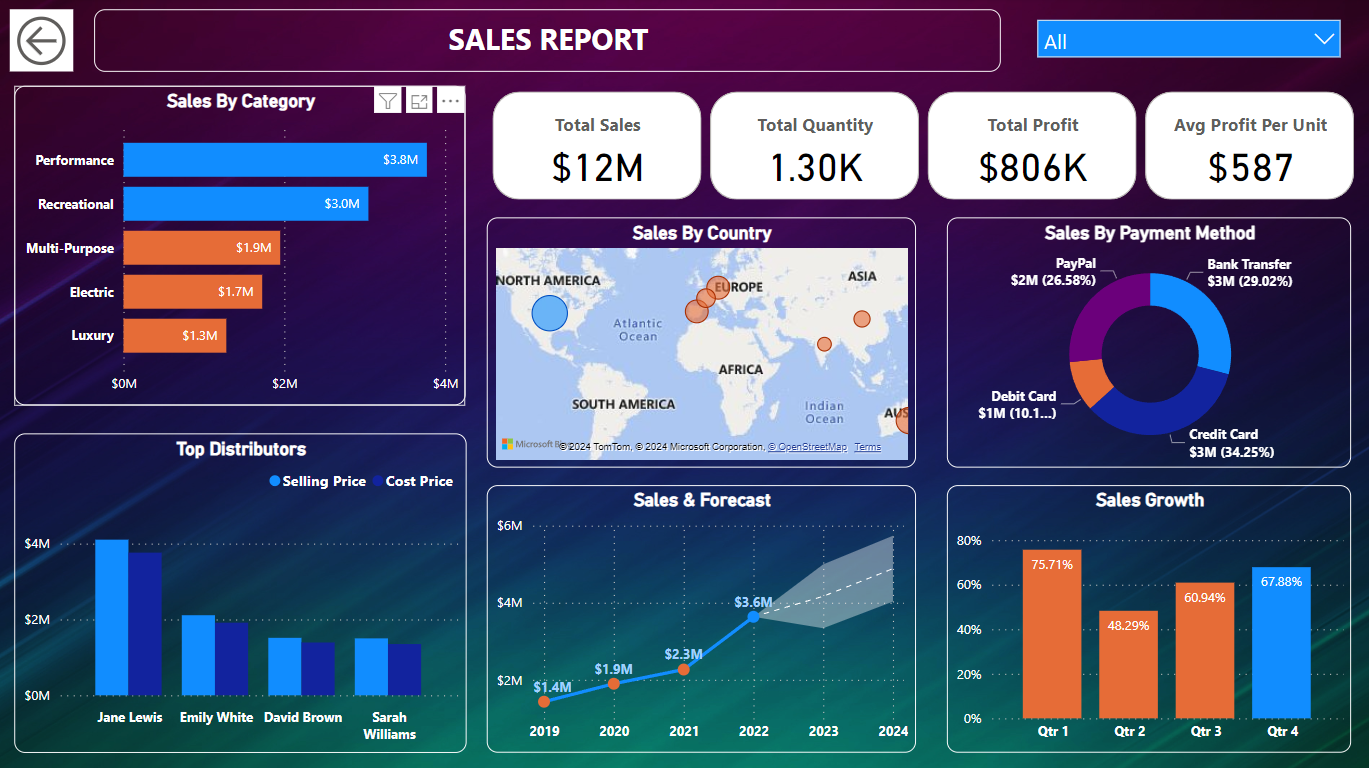 SALES REPORT
All
Sales By Category
Performance
$3.8M
Recreational
$3.0M
Multi-Purpose
$1.9M
Electric
$1.7M
Luxury
$1.3M
$0M
$2M
$4M
Total Sales
$12M
Total Quantity
1.30K
Total Profit
$806K
Avg Profit Per Unit
$587
Sales By Country
NORTH AMERICA
EUROPE
ASIA
Atlantic
Ocean
AFRICA
SOUTH AMERICA
Indian
Ocean
AUS
Microsoft B
© 2024 TomTom, © 2024 Microsoft Corporation, © OpenStreetMap Terms
Sales By Payment Method
PayPal
$2M (26.58%)
Bank Transfer
$3M (29.02%)
Debit Card
$1M (10.1...)
Credit Card
$3M (34.25%)
Top Distributors
Selling Price
Cost Price
$4M
$2M
$0M
Jane Lewis
Emily White
David Brown
Sarah
Williams
Sales & Forecast
$6M
$4M
$2M
$1.4M
$1.9M
$2.3M
$3.6M
2019
2020
2021
2022
2023
2024
Sales Growth
80%
60%
40%
20%
0%
75.71%
48.29%
60.94%
67.88%
Qtr 1
Qtr 2
Qtr 3
Qtr 4